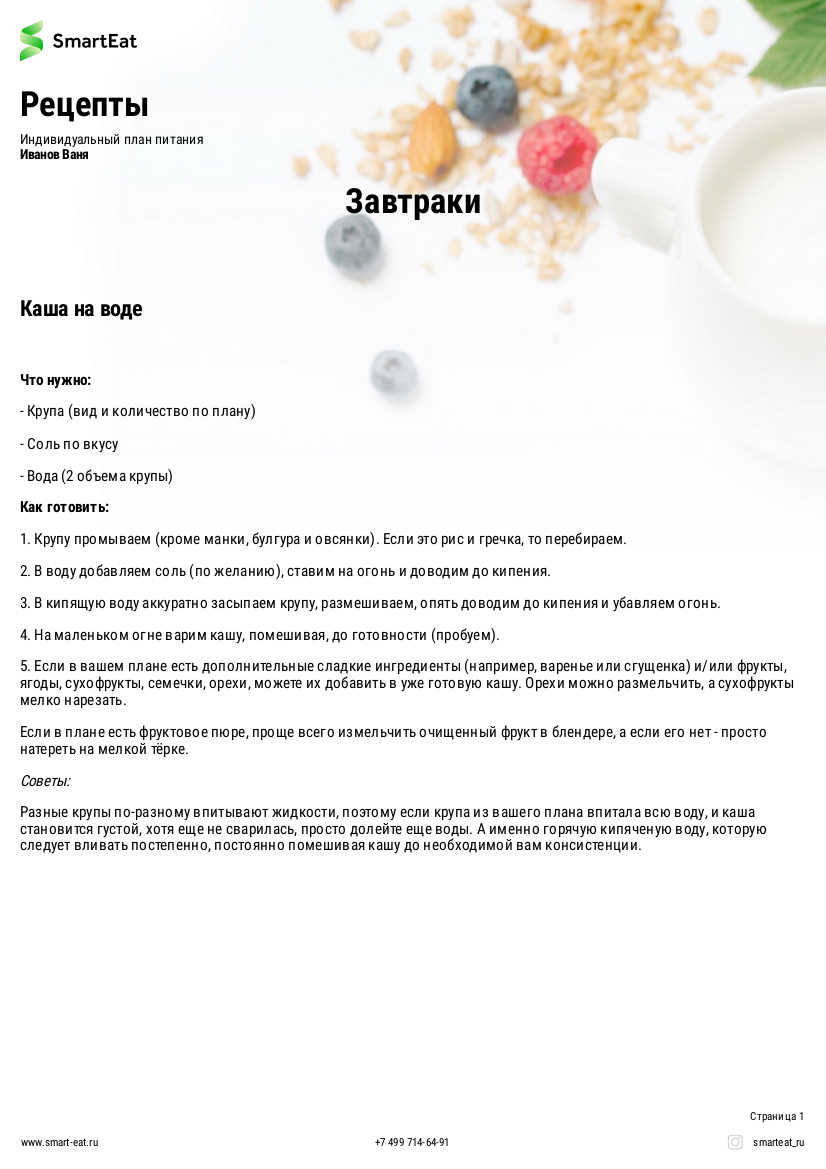 SmartEat
Рецепты
Индивидуальный план питания
Иванов Ваня
Завтраки
Каша на воде
Что нужно:
- Крупа (вид и количество по плану)
- Соль по вкусу
- Вода (2 объема крупы)
Как готовить:
1. Крупу промываем (кроме манки, булгура и овсянки). Если это рис и гречка, то перебираем.
2. В воду добавляем соль (по желанию), ставим на огонь и доводим до кипения.
3. В кипящую воду аккуратно засыпаем крупу, размешиваем, опять доводим до кипения и убавляем огонь.
4. На маленьком огне варим кашу, помешивая, до готовности (пробуем).
5. Если в вашем плане есть дополнительные сладкие ингредиенты (например, варенье или сгущенка) и/или фрукты,
ягоды, сухофрукты, семечки, орехи, можете их добавить в уже готовую кашу. Орехи можно размельчить, а сухофрукты
мелко нарезать.
Если в плане есть фруктовое пюре, проще всего измельчить очищенный фрукт в блендере, а если его нет - просто
натереть на мелкой тёрке.
Советы:
Разные крупы по-разному впитывают жидкости, поэтому если крупа из вашего плана впитала всю воду, и каша
становится густой, хотя еще не сварилась, просто долейте еще воды. А именно горячую кипяченую воду, которую
следует вливать постепенно, постоянно помешивая кашу до необходимой вам консистенции.
Страница 1
www.smart-eat.ru
+7 499 714-64-91
smarteat_ru